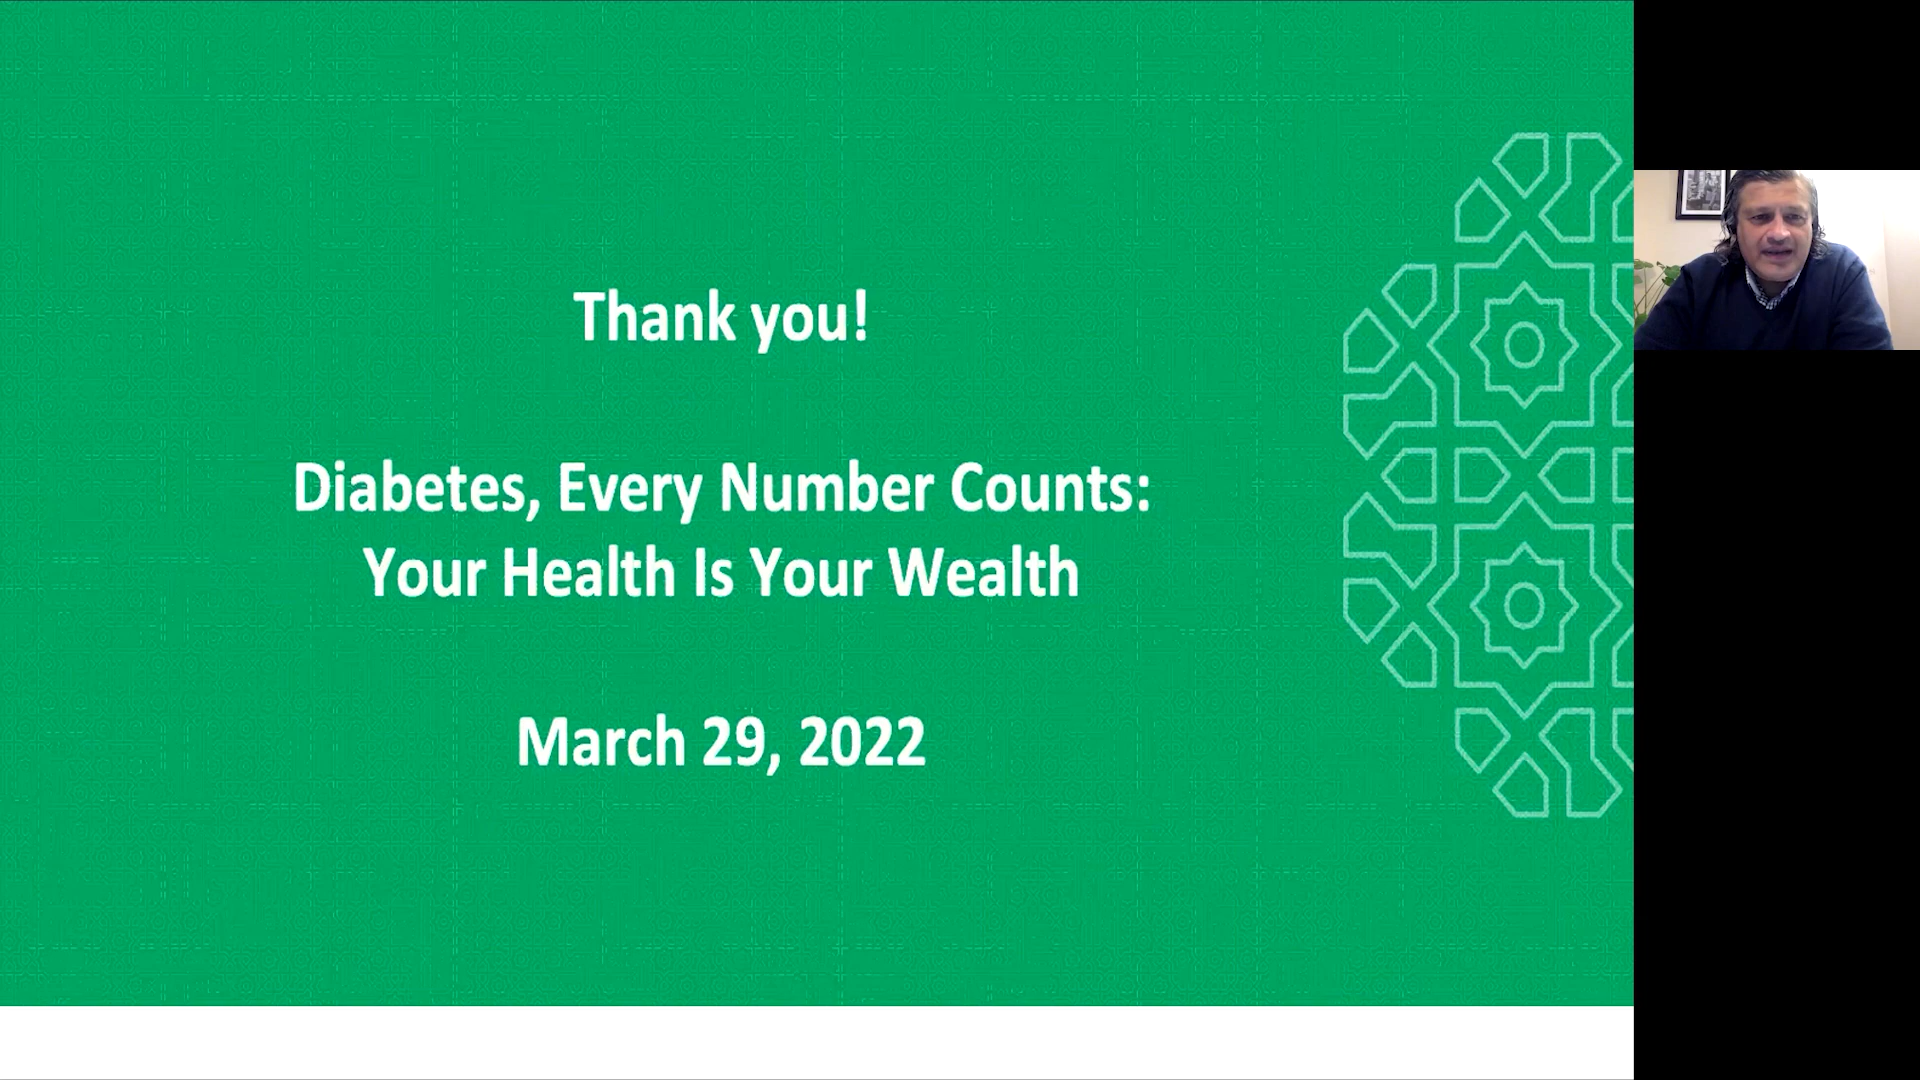 Thank you!
Diabetes, Every Number Counts:
Your Health Is Your Wealth
March 29, 2022